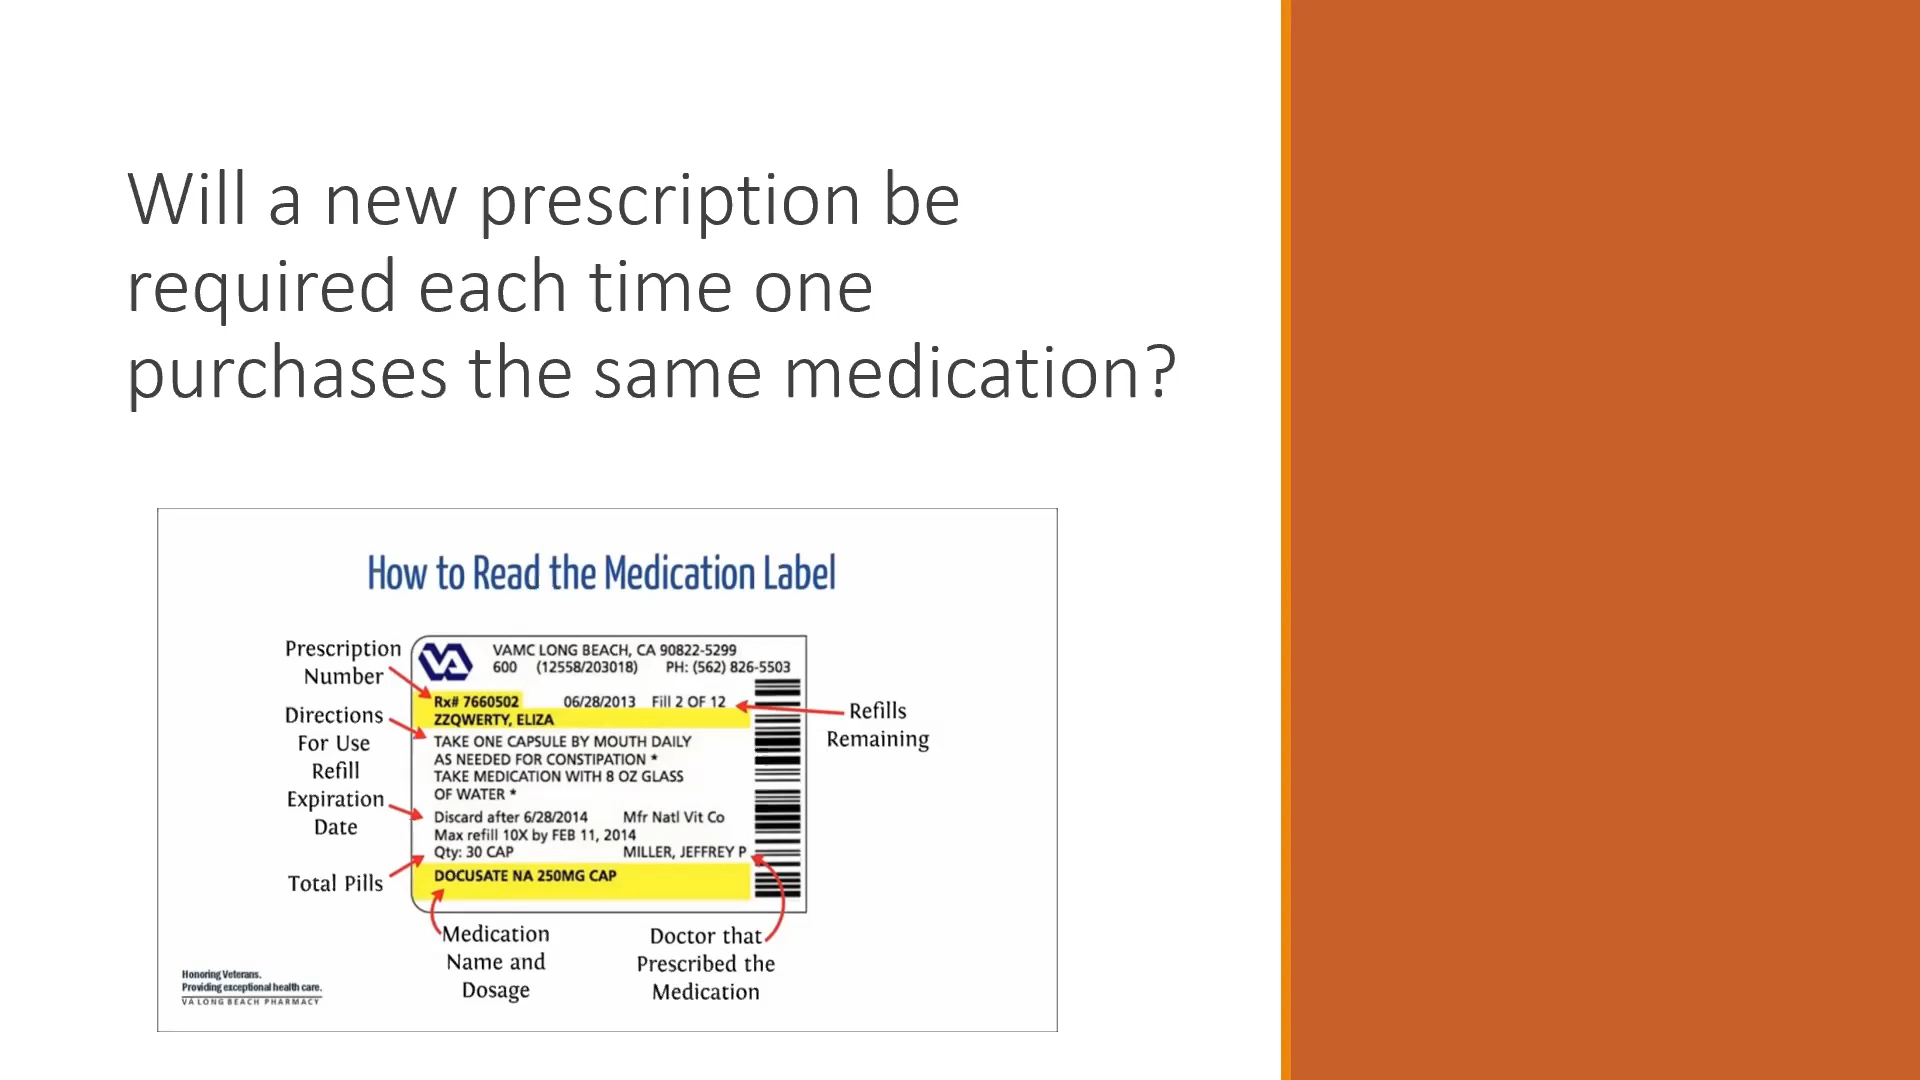 Will a new prescription be
required each time one
purchases the same medication?
How to Read the Medication Label
Prescription
Number
Directions
For Use
Refill
Expiration
Date
Total Pills
VA
VAMC LONG BEACH, CA 90822-5299
600 (12558/203018) PH: (562) 826-5503
Rx# 7660502 06/28/2013 Fill 2 OF 12
ZZQWERTY, ELIZA
TAKE ONE CAPSULE BY MOUTH DAILY
AS NEEDED FOR CONSTIPATION *
TAKE MEDICATION WITH 8 OZ GLASS
OF WATER *
Discard after 6/28/2014 Mfr Natl Vit Co
Max refill 10X by FEB 11, 2014
Qty: 30 CAP MILLER, JEFFREY P
DOCUSATE NA 250MG CAP
Refills
Remaining
Medication
Name and
Dosage
Doctor that
Prescribed the
Medication
Honoring Veterans.
Providing exceptional health care.
VA LONG BEACH PHARMACY